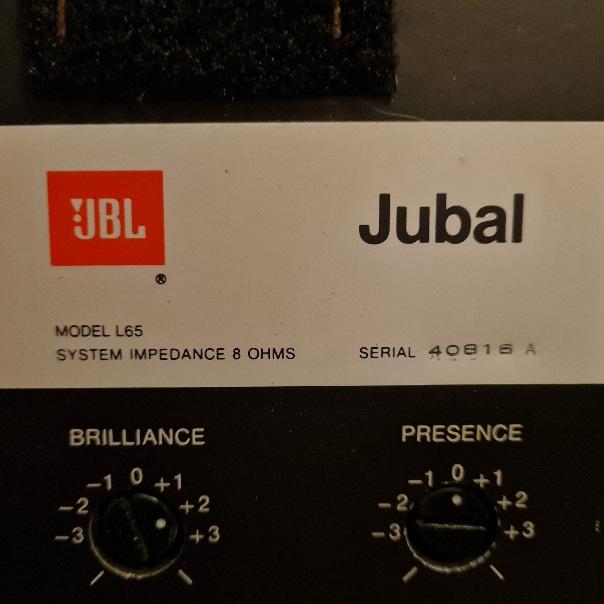 JBL
®
Jubal
MODEL L65
SYSTEM IMPEDANCE 8 OHMS
SERIAL 40816 A
BRILLIANCE
-3 -2 -1 0 +1 +2 +3
PRESENCE
-3 -2 -1 0 +1 +2 +3